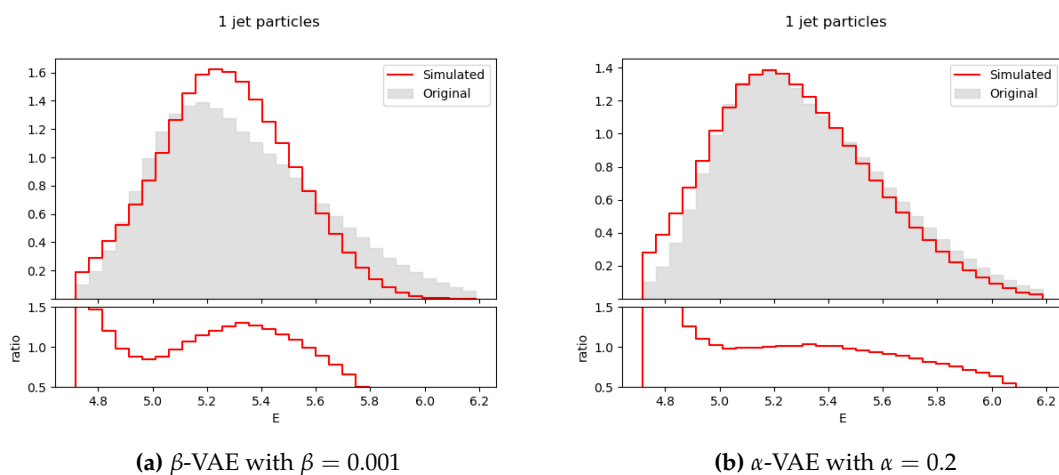 1 jet particles
1.6
1.4
1.2
1.0
0.8
0.6
0.4
0.2
Simulated
Original
1.5
1.0
0.5
ratio
4.8 5.0 5.2 5.4 5.6 5.8 6.0 6.2
E
(a) β-VAE with β = 0.001
1 jet particles
1.4
1.2
1.0
0.8
0.6
0.4
0.2
Simulated
Original
1.5
1.0
0.5
ratio
4.8 5.0 5.2 5.4 5.6 5.8 6.0 6.2
E
(b) α-VAE with α = 0.2